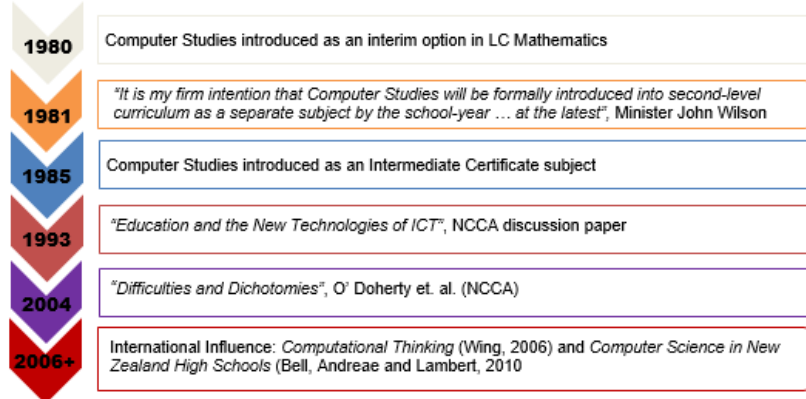 1980
Computer Studies introduced as an interim option in LC Mathematics
1981
"It is my firm intention that Computer Studies will be formally introduced into second-level
curriculum as a separate subject by the school-year … at the latest", Minister John Wilson
1985
Computer Studies introduced as an Intermediate Certificate subject
1993
"Education and the New Technologies of ICT", NCCA discussion paper
2004
"Difficulties and Dichotomies", O' Doherty et. al. (NCCA)
2006+
International Influence: Computational Thinking (Wing, 2006) and Computer Science in New
Zealand High Schools (Bell, Andreae and Lambert, 2010